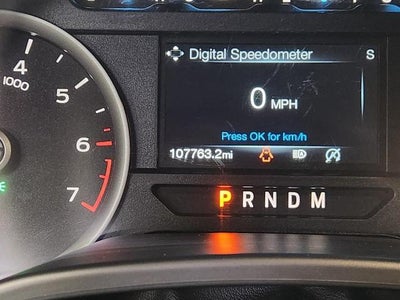 Digital Speedometer S
0 MPH
Press OK for km/h
107763.2mi
P R N D M
4
1000
5
6
7